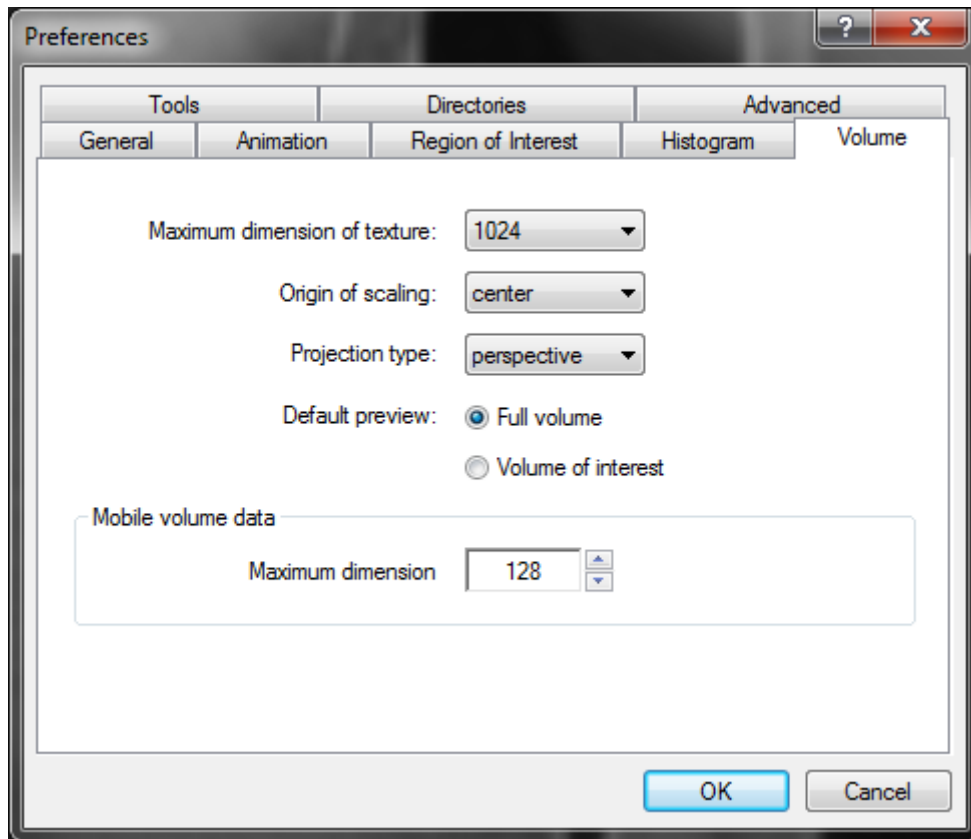 Preferences
?
Tools Directories Advanced
General Animation Region of Interest Histogram Volume
Maximum dimension of texture: 1024
Origin of scaling: center
Projection type: perspective
Default preview: Full volume
Volume of interest
Mobile volume data
Maximum dimension 128
OK Cancel